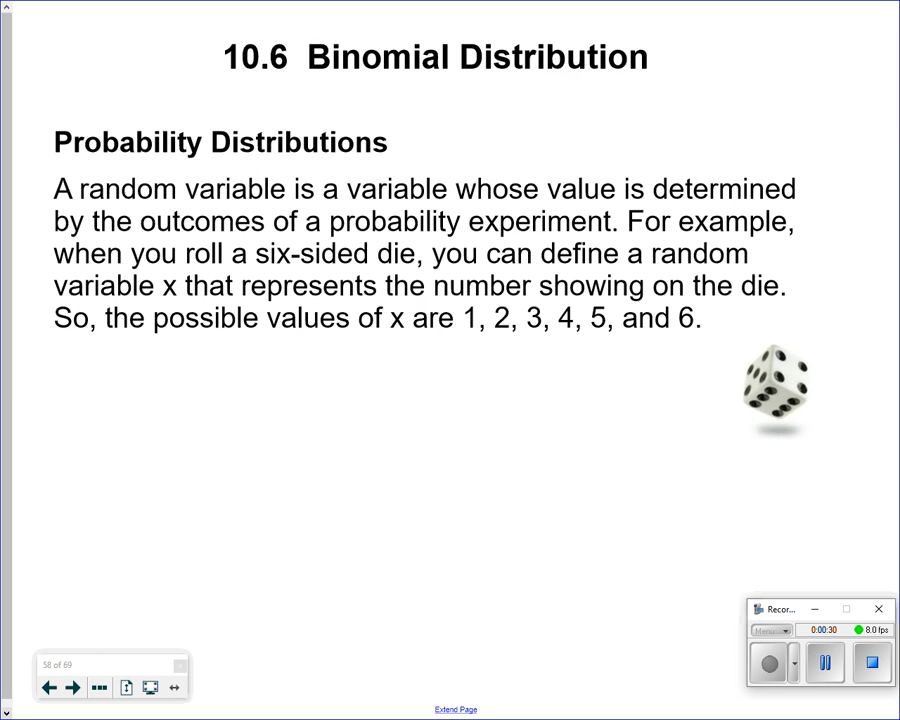 10.6 Binomial Distribution
Probability Distributions
A random variable is a variable whose value is determined
by the outcomes of a probability experiment. For example,
when you roll a six-sided die, you can define a random
variable x that represents the number showing on the die.
So, the possible values of x are 1, 2, 3, 4, 5, and 6.
Recor...
Menu
0:00:30
8.0 fps
58 of 69
Extend Page